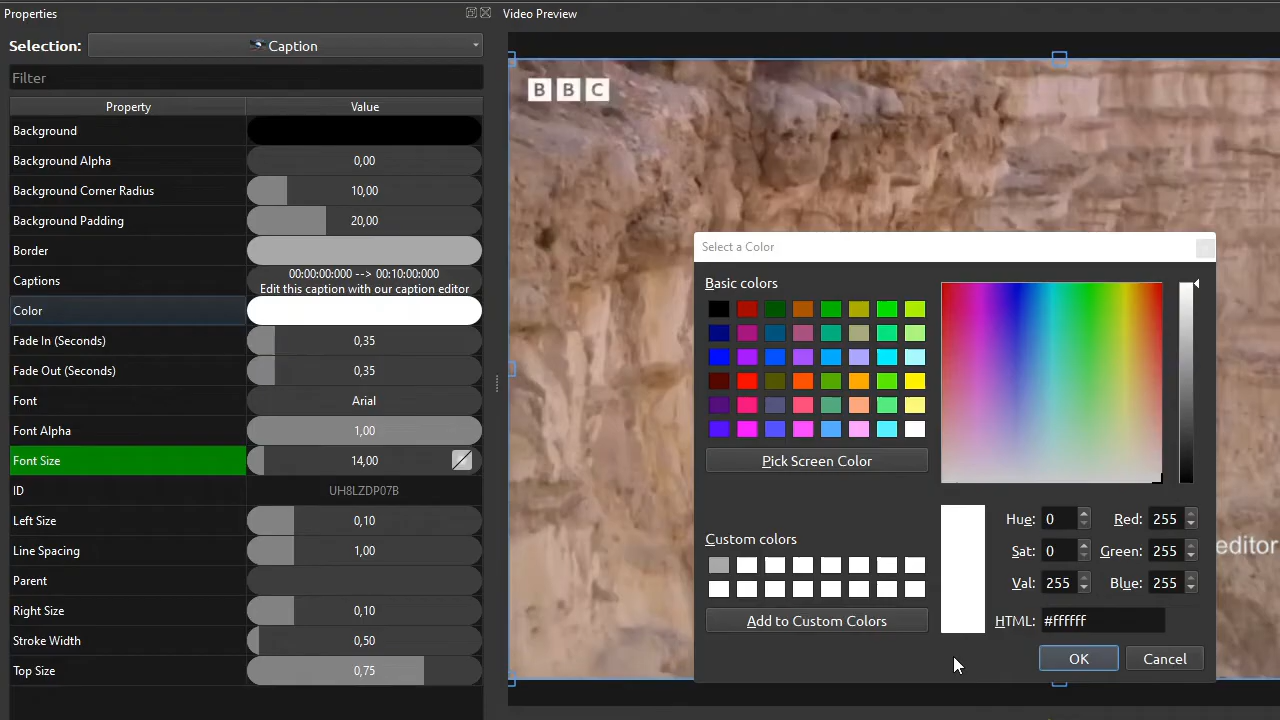 Properties
Video Preview
Selection:
Caption
Filter
Property Value
Background
Background Alpha 0,00
Background Corner Radius 10,00
Background Padding 20,00
Border
Captions 00:00:00:000 --> 00:10:00:000
Edit this caption with our caption editor
Color
Fade In (Seconds) 0,35
Fade Out (Seconds) 0,35
Font Arial
Font Alpha 1,00
Font Size 14,00
ID UH8LZDP07B
Left Size 0,10
Line Spacing 1,00
Parent
Right Size 0,10
Stroke Width 0,50
Top Size 0,75
BBC
Select a Color
Basic colors
Pick Screen Color
Custom colors
Add to Custom Colors
Hue: 0 Red: 255
Sat: 0 Green: 255
Val: 255 Blue: 255
HTML: #ffffff
OK Cancel
editor